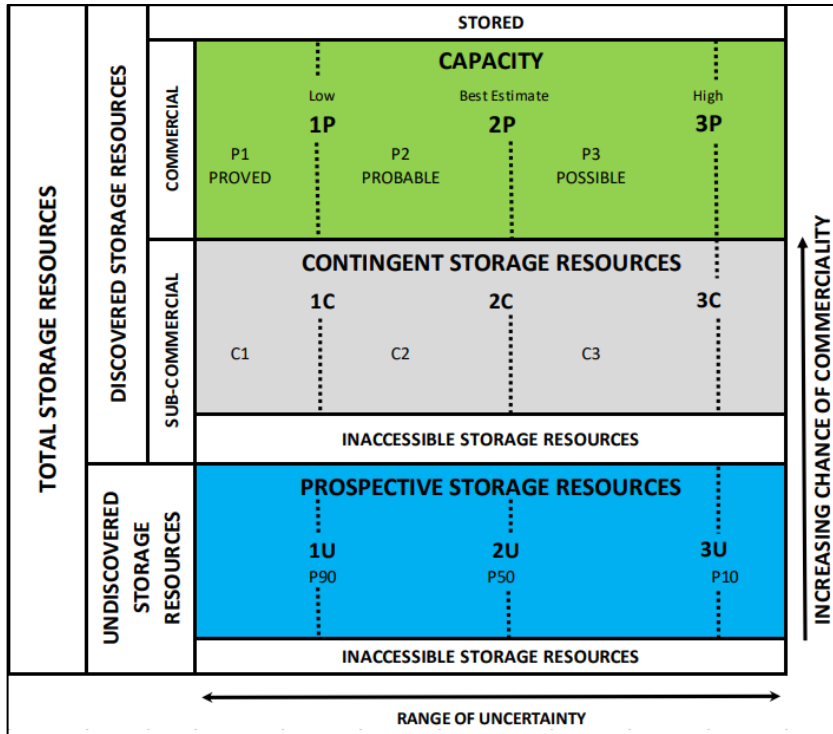 STORED
CAPACITY
Low
Best Estimate
High
1P
2P
3P
P1
PROVED
P2
PROBABLE
P3
POSSIBLE
CONTINGENT STORAGE RESOURCES
1C
2C
3C
C1
C2
C3
INACCESSIBLE STORAGE RESOURCES
PROSPECTIVE STORAGE RESOURCES
1U
2U
3U
P90
P50
P10
INACCESSIBLE STORAGE RESOURCES
RANGE OF UNCERTAINTY
TOTAL STORAGE RESOURCES
DISCOVERED STORAGE RESOURCES
UNDISCOVERED
STORAGE
RESOURCES
COMMERCIAL
SUB-COMMERCIAL
INCREASING CHANCE OF COMMERCIALITY